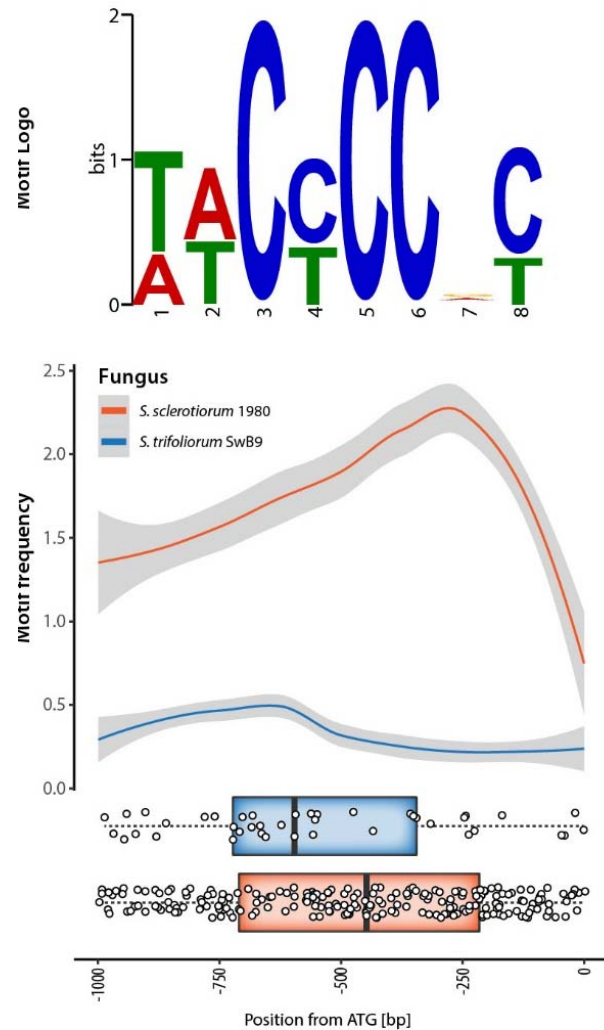 Motif Logo
bits
2
1
0
T A C C C C C
A T T T
1 2 3 4 5 6 7 8
Motif frequency
2.5
2.0
1.5
1.0
0.5
0.0
Fungus
S. sclerotiorum 1980
S. trifoliorum SwB9
-1000 -750 -500 -250 0
Position from ATG [bp]